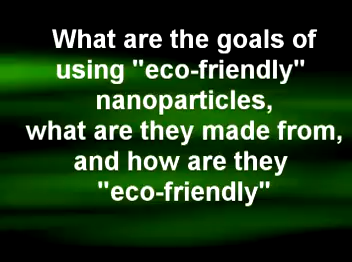 What are the goals of
using "eco-friendly"
nanoparticles,
what are they made from,
and how are they
"eco-friendly"